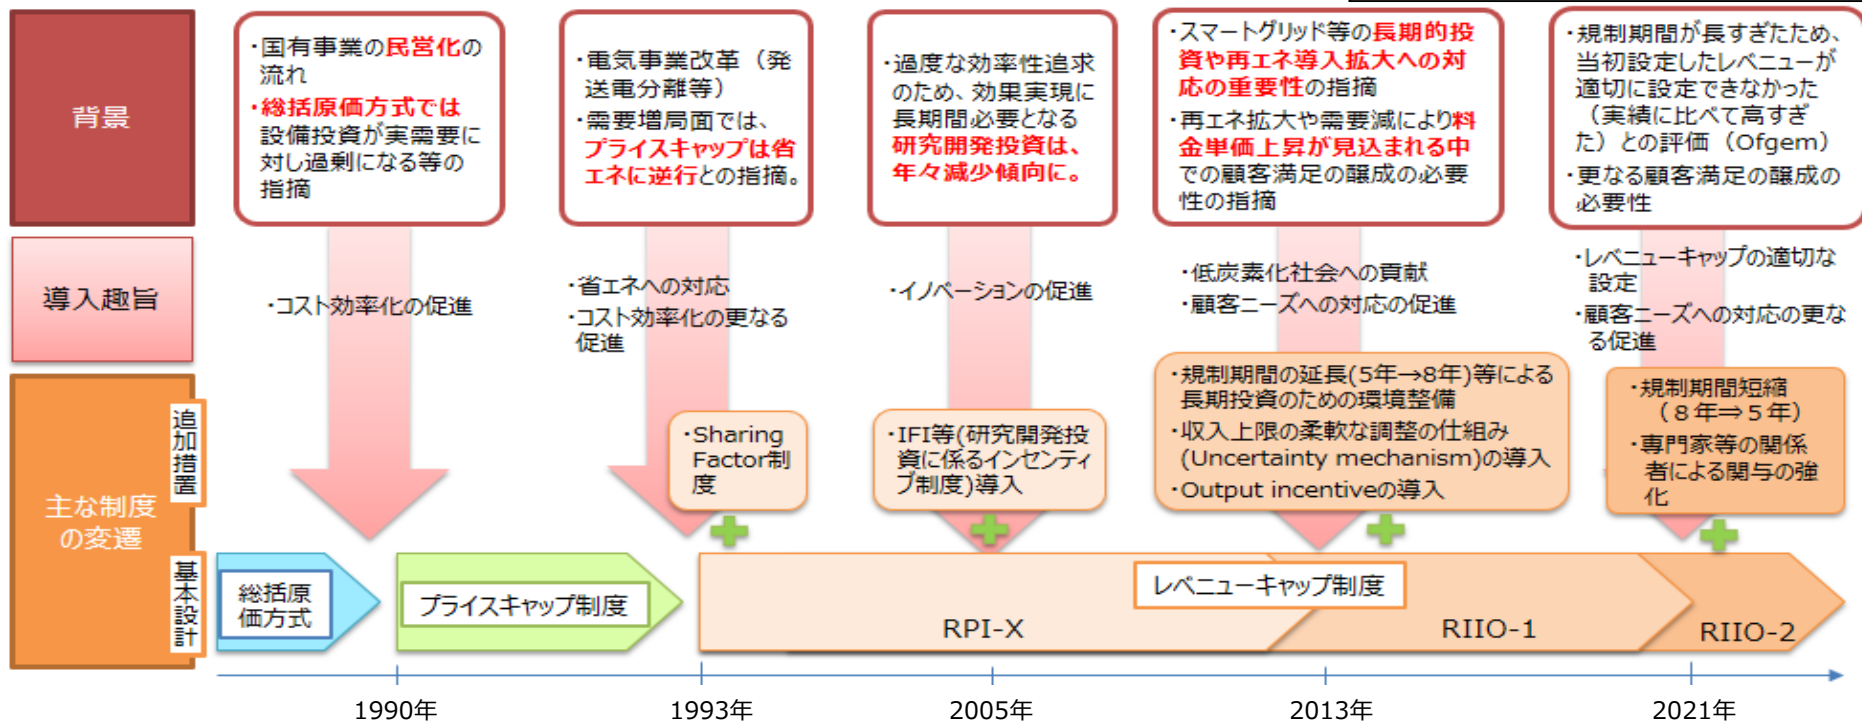 背景
・国有事業の民営化の
流れ
・総括原価方式では
設備投資が実需要に
対し過剰になる等の
指摘
・電気事業改革（発
送電分離等）
・需要増局面では、
プライスキャップは省
エネに逆行との指摘。
・過度な効率性追求
のため、効果実現に
長期間必要となる
研究開発投資は、
年々減少傾向に。
・スマートグリッド等の長期的投
資や再エネ導入拡大への対
応の重要性の指摘
・再エネ拡大や需要減により料
金単価上昇が見込まれる中
での顧客満足の醸成の必要
性の指摘
・規制期間が長すぎたため、
当初設定したレベニューが
適切に設定できなかった
（実績に比べて高すぎ
た）との評価（Ofgem）
・更なる顧客満足の醸成の
必要性
導入趣旨
・コスト効率化の促進
・省エネへの対応
・コスト効率化の更なる
促進
・イノベーションの促進
・低炭素化社会への貢献
・顧客ニーズへの対応の促進
・レベニューキャップの適切な
設定
・顧客ニーズへの対応の更な
る促進
主な制度
の変遷
追加措置
・Sharing
Factor制
度
・IFI等(研究開発投
資に係るインセンティ
ブ制度)導入
・規制期間の延長(5年→8年)等による
長期投資のための環境整備
・収入上限の柔軟な調整の仕組み
(Uncertainty mechanism)の導入
・Output incentiveの導入
・規制期間短縮
（８年⇒５年）
・専門家等の関係
者による関与の強
化
基本設計
総括原
価方式
プライスキャップ制度
レベニューキャップ制度
RPI-X
RIIO-1
RIIO-2
1990年
1993年
2005年
2013年
2021年